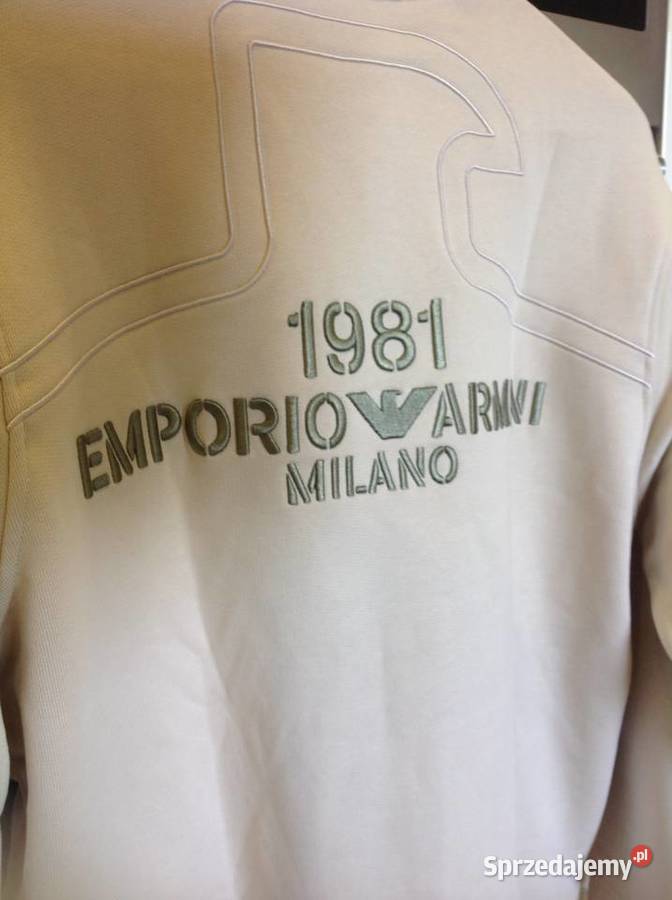 1981
EMPORIO ARMANI
MILANO
Sprzedajemy.pl